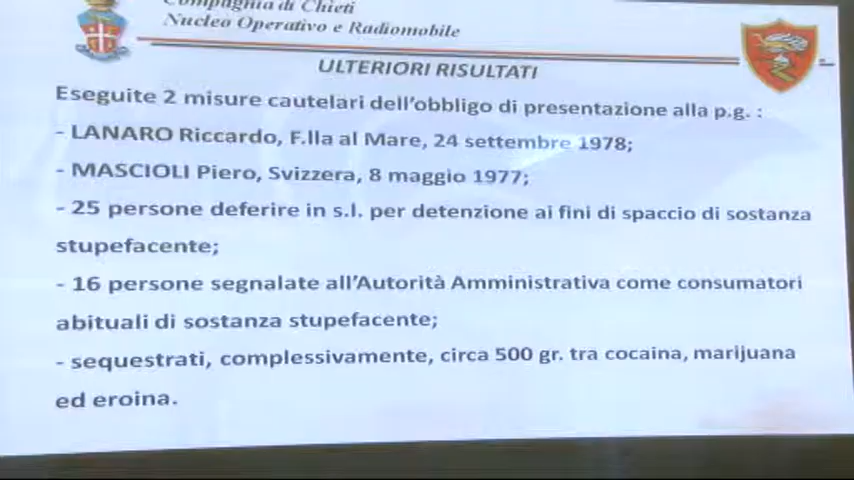 Compagnia di Chieti
Nucleo Operativo e Radiomobile
ULTERIORI RISULTATI
Eseguite 2 misure cautelari dell'obbligo di presentazione alla p.g. :
- LANARO Riccardo, F.lla al Mare, 24 settembre 1978;
- MASCIOLI Piero, Svizzera, 8 maggio 1977;
- 25 persone deferire in s.l. per detenzione ai fini di spaccio di sostanza
stupefacente;
- 16 persone segnalate all'Autorità Amministrativa come consumatori
abituali di sostanza stupefacente;
- sequestrati, complessivamente, circa 500 gr. tra cocaina, marijuana
ed eroina.